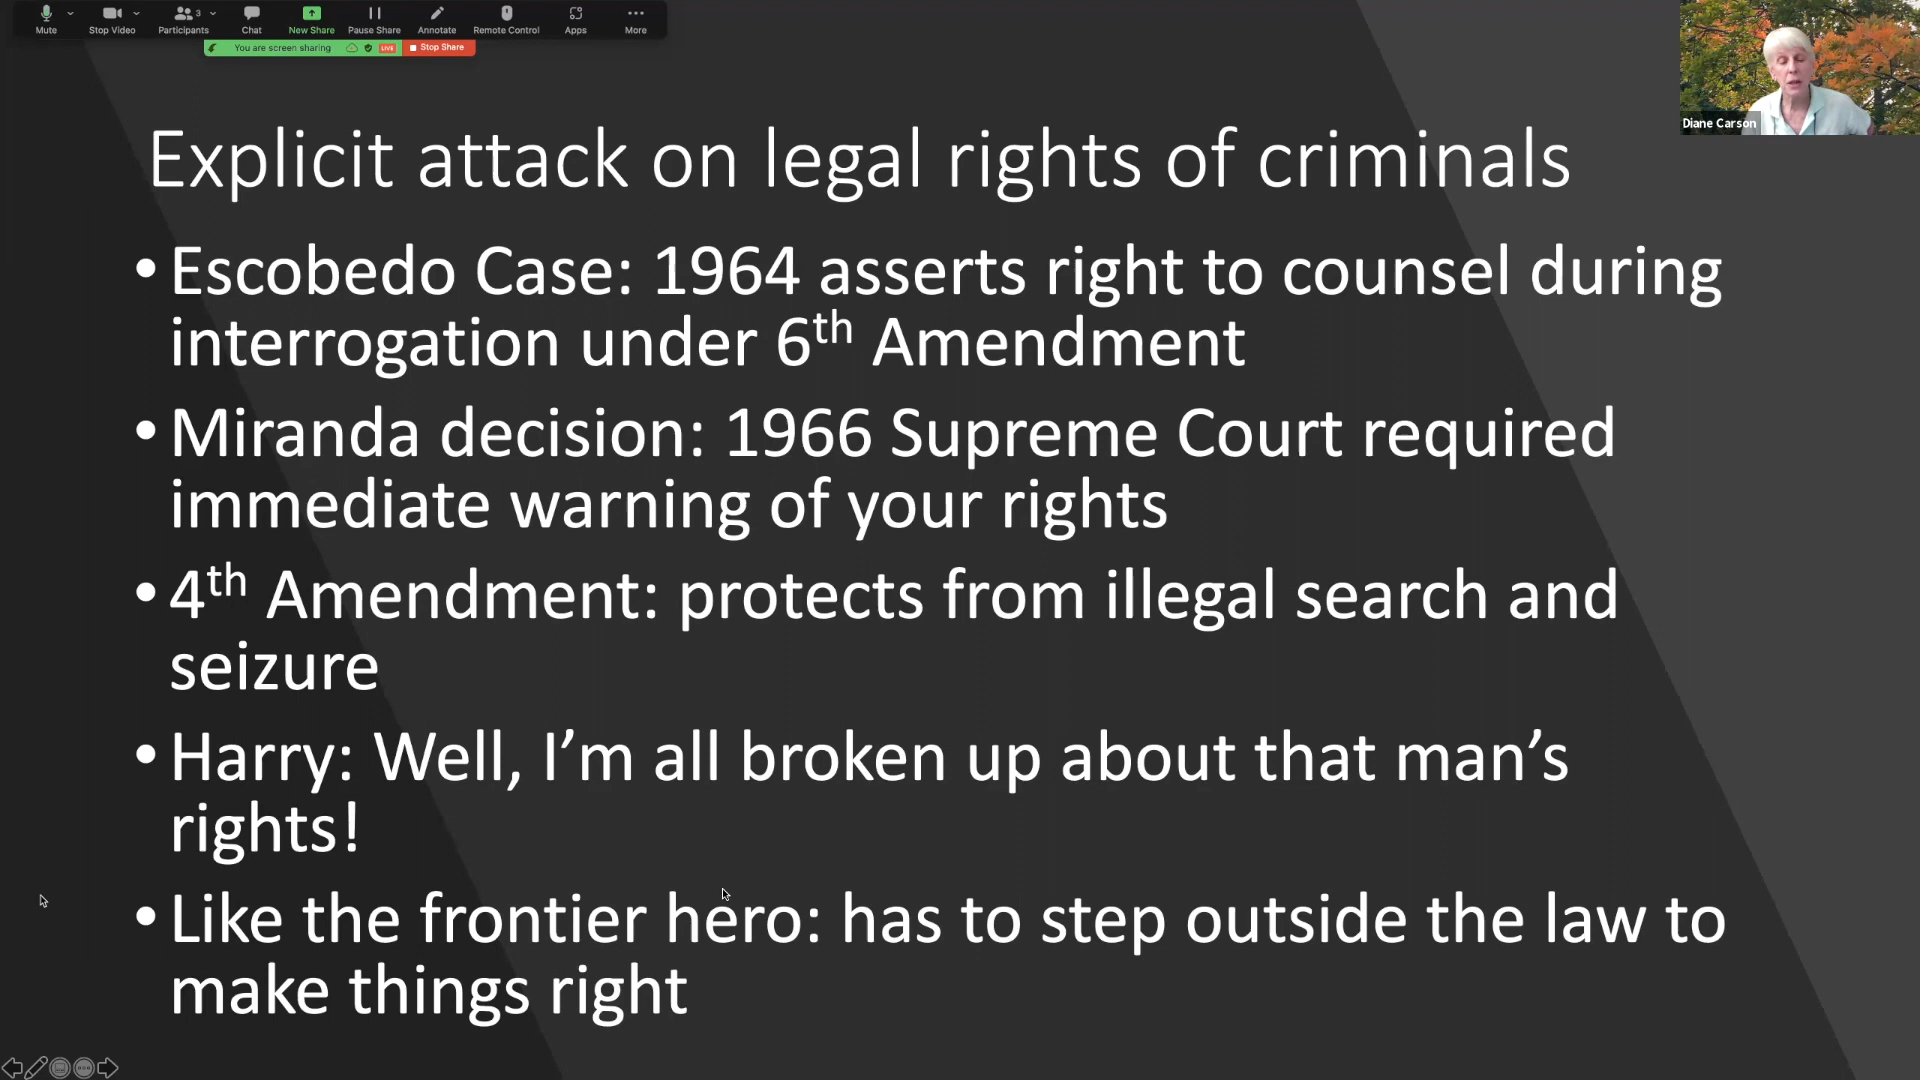 Mute
Stop Video
Participants
3
Chat
New Share
Pause Share
Annotate
Remote Control
Apps
More
You are screen sharing
LIVE
Stop Share
Diane Carson
Explicit attack on legal rights of criminals
• Escobedo Case: 1964 asserts right to counsel during
interrogation under 6th Amendment
• Miranda decision: 1966 Supreme Court required
immediate warning of your rights
• 4th Amendment: protects from illegal search and
seizure
• Harry: Well, I’m all broken up about that man’s
rights!
• Like the frontier hero: has to step outside the law to
make things right